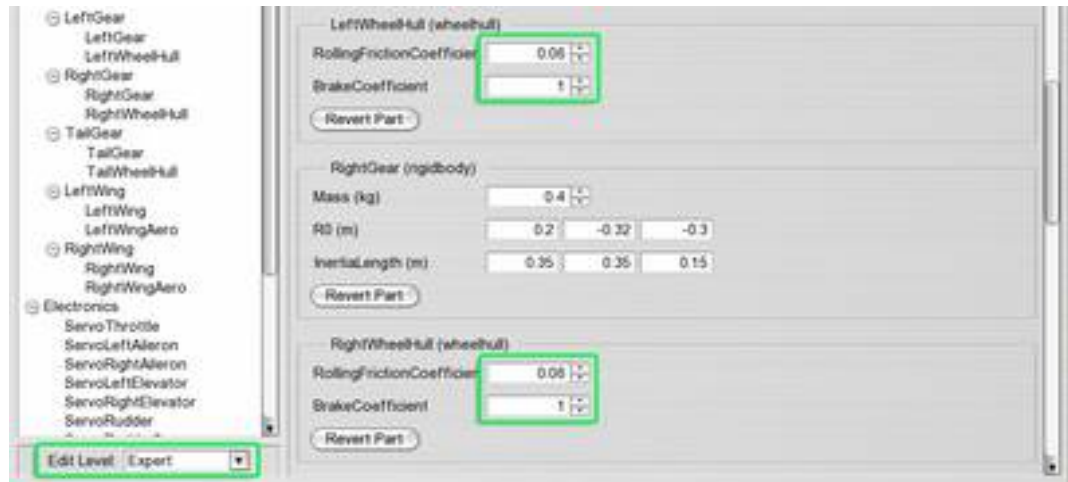 LeftGear
LeftGear
LeftWheelHull
RightGear
RightGear
RightWheelHull
TailGear
TailGear
TailWheelHull
LeftWing
LeftWing
LeftWingAero
RightWing
RightWing
RightWingAero
Electronics
ServoThrottle
ServoLeftAileron
ServoRightAileron
ServoLeftElevator
ServoRightElevator
ServoRudder
Edit Level Expert
LeftWheelHull (wheelhull)
RollingFrictionCoefficien 0.06
BrakeCoefficient 1
Revert Part
RightGear (rigidbody)
Mass (kg) 0.4
R0 (m) 0.2 -0.32 -0.3
InertiaLength (m) 0.35 0.35 0.15
Revert Part
RightWheelHull (wheelhull)
RollingFrictionCoefficien 0.06
BrakeCoefficient 1
Revert Part